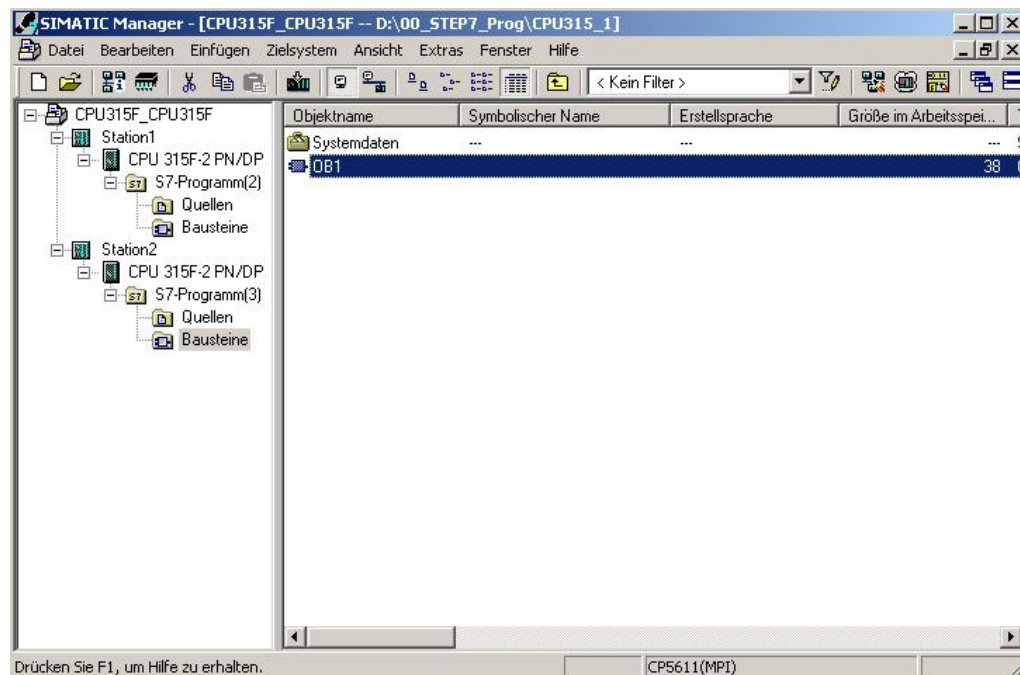 SIMATIC Manager - [CPU315F_CPU315F -- D:\00_STEP7_Prog\CPU315_1]
Datei Bearbeiten Einfügen Zielsystem Ansicht Extras Fenster Hilfe
< Kein Filter >
CPU315F_CPU315F
Station1
CPU 315F-2 PN/DP
S7-Programm(2)
Quellen
Bausteine
Station2
CPU 315F-2 PN/DP
S7-Programm(3)
Quellen
Bausteine
Objektname Symbolischer Name Erstellsprache Größe im Arbeitsspei...
Systemdaten --- --- ---
OB1 38
Drücken Sie F1, um Hilfe zu erhalten. CP5611(MPI)